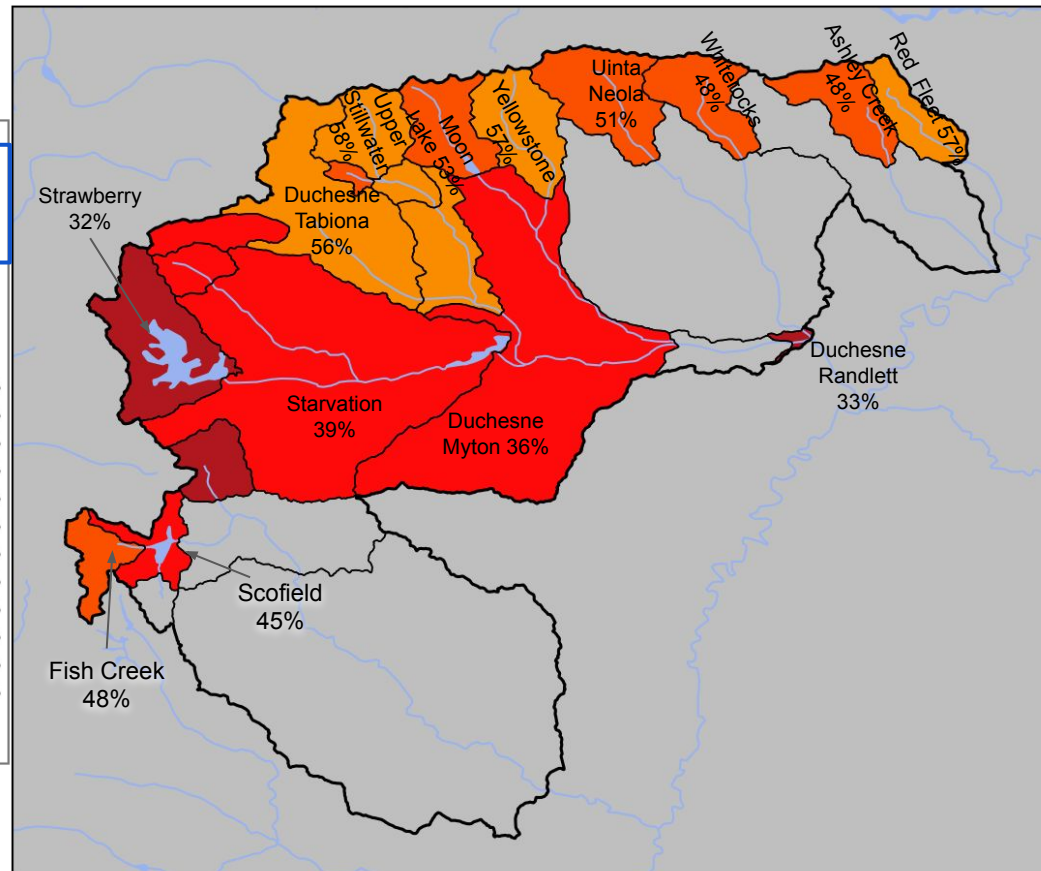 Red Fleet 57%
Ashley Creek
48%
Whiterocks
48%
Uinta
Neola
51%
Yellowstone
57%
Moon
Lake 53%
Upper
Stillwater
58%
Duchesne
Tabiona
56%
Strawberry
32%
Duchesne
Randlett
33%
Starvation
39%
Duchesne
Myton 36%
Scofield
45%
Fish Creek
48%